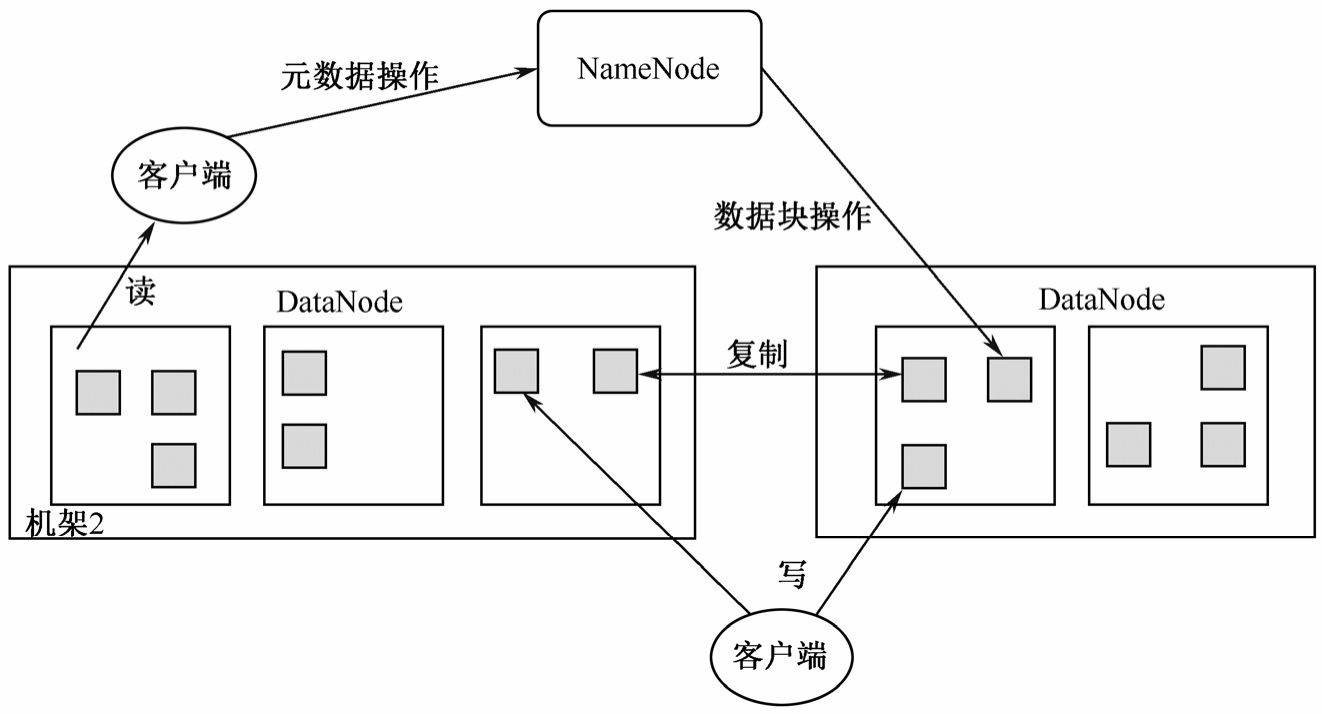 NameNode
元数据操作
客户端
数据块操作
读
DataNode
DataNode
复制
机架2
写
客户端